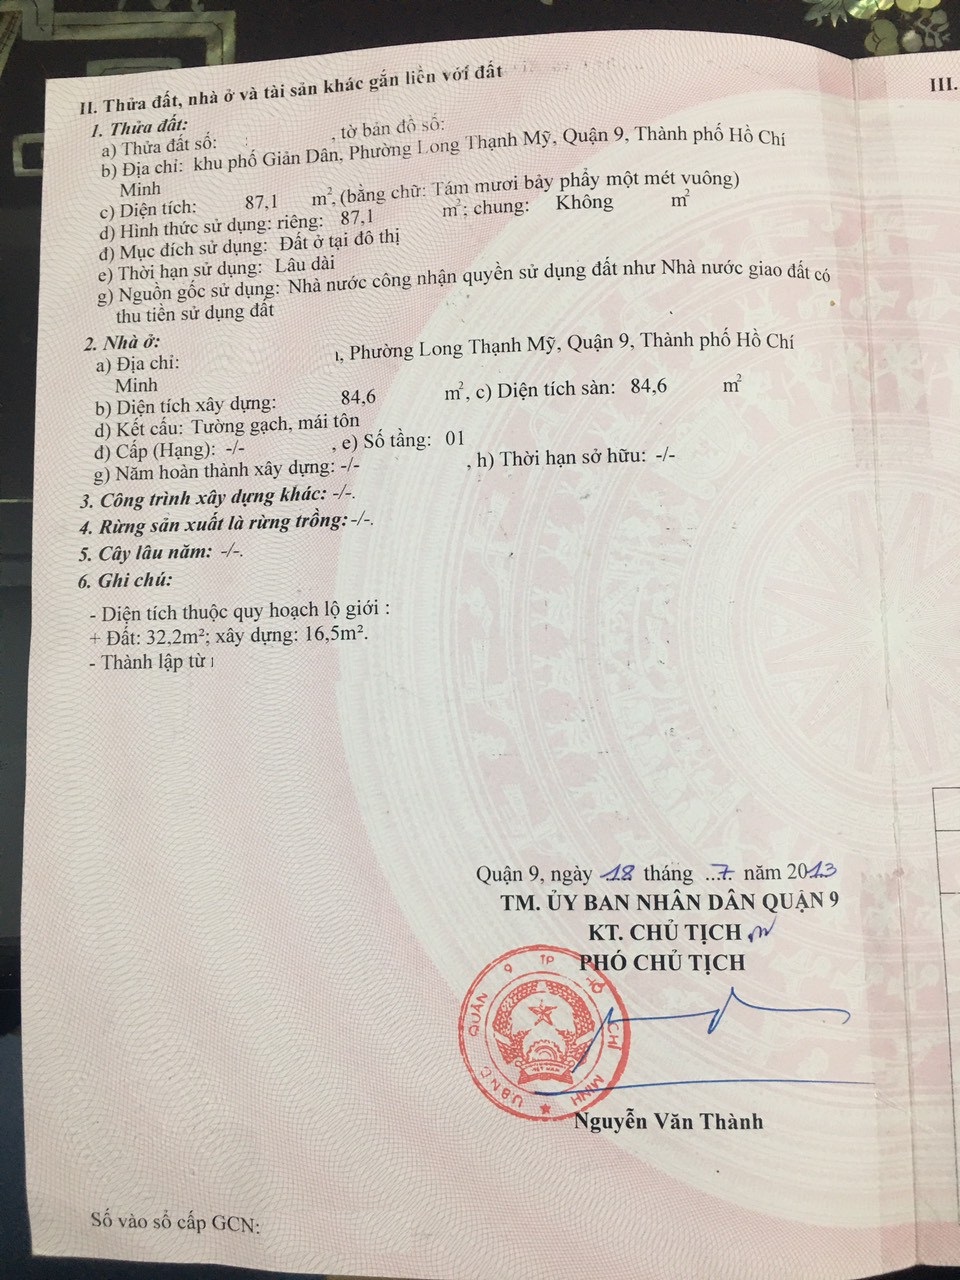 II. Thửa đất, nhà ở và tài sản khác gắn liền với đất
1. Thửa đất:
a) Thửa đất số: , tờ bản đồ số:
b) Địa chỉ: khu phố Giản Dân, Phường Long Thạnh Mỹ, Quận 9, Thành phố Hồ Chí
Minh
c) Diện tích: 87,1 m², (bằng chữ: Tám mươi bảy phẩy một mét vuông)
d) Hình thức sử dụng: riêng: 87,1 m²; chung: Không m²
đ) Mục đích sử dụng: Đất ở tại đô thị
e) Thời hạn sử dụng: Lâu dài
g) Nguồn gốc sử dụng: Nhà nước công nhận quyền sử dụng đất như Nhà nước giao đất có
thu tiền sử dụng đất
2. Nhà ở:
a) Địa chỉ: , Phường Long Thạnh Mỹ, Quận 9, Thành phố Hồ Chí
Minh
b) Diện tích xây dựng: 84,6 m², c) Diện tích sàn: 84,6 m²
d) Kết cấu: Tường gạch, mái tôn
đ) Cấp (Hạng): -/- , e) Số tầng: 01
g) Năm hoàn thành xây dựng: -/- , h) Thời hạn sở hữu: -/-
3. Công trình xây dựng khác: -/-.
4. Rừng sản xuất là rừng trồng: -/-.
5. Cây lâu năm: -/-.
6. Ghi chú:
- Diện tích thuộc quy hoạch lộ giới :
+ Đất: 32,2m²; xây dựng: 16,5m².
- Thành lập từ
III.
Quận 9, ngày 18 tháng 7 năm 2013
TM. ỦY BAN NHÂN DÂN QUẬN 9
KT. CHỦ TỊCH
PHÓ CHỦ TỊCH
U.B.N.D QUẬN 9 TP HỒ CHÍ MINH
VIỆT NAM
Nguyễn Văn Thành
Số vào sổ cấp GCN: